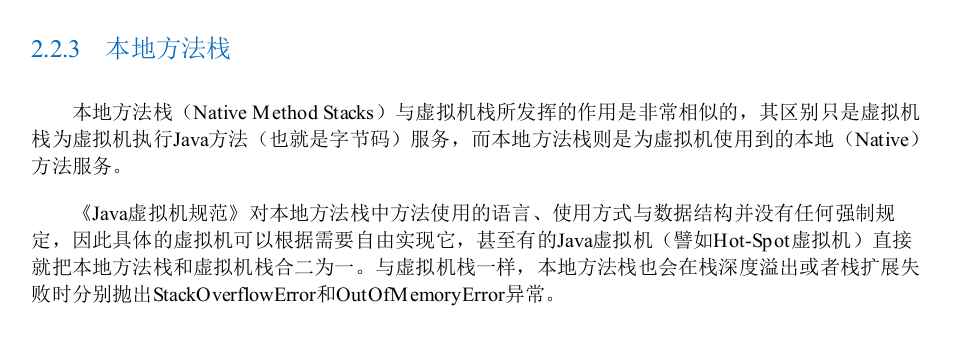 2.2.3 本地方法栈
本地方法栈（Native Method Stacks）与虚拟机栈所发挥的作用是非常相似的，其区别只是虚拟机
栈为虚拟机执行Java方法（也就是字节码）服务，而本地方法栈则是为虚拟机使用到的本地（Native）
方法服务。
《Java虚拟机规范》对本地方法栈中方法使用的语言、使用方式与数据结构并没有任何强制规
定，因此具体的虚拟机可以根据需要自由实现它，甚至有的Java虚拟机（譬如Hot-Spot虚拟机）直接
就把本地方法栈和虚拟机栈合二为一。与虚拟机栈一样，本地方法栈也会在栈深度溢出或者栈扩展失
败时分别抛出StackOverflowError和OutOfMemoryError异常。